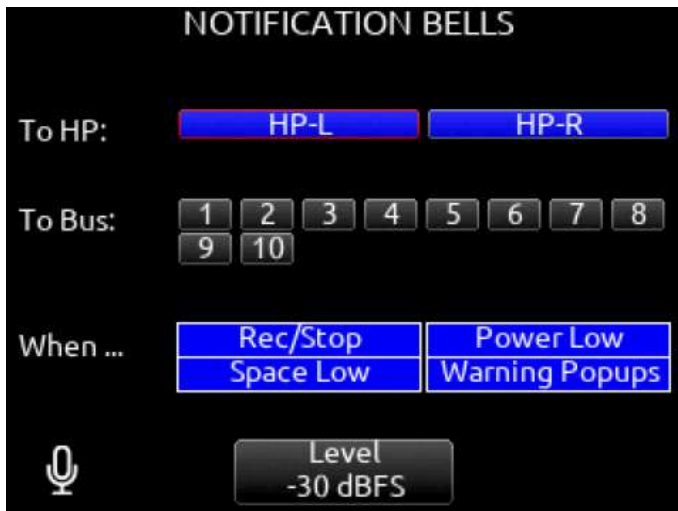 NOTIFICATION BELLS
To HP: HP-L HP-R
To Bus: 1 2 3 4 5 6 7 8
9 10
When ... Rec/Stop Power Low
Space Low Warning Popups
Level
-30 dBFS